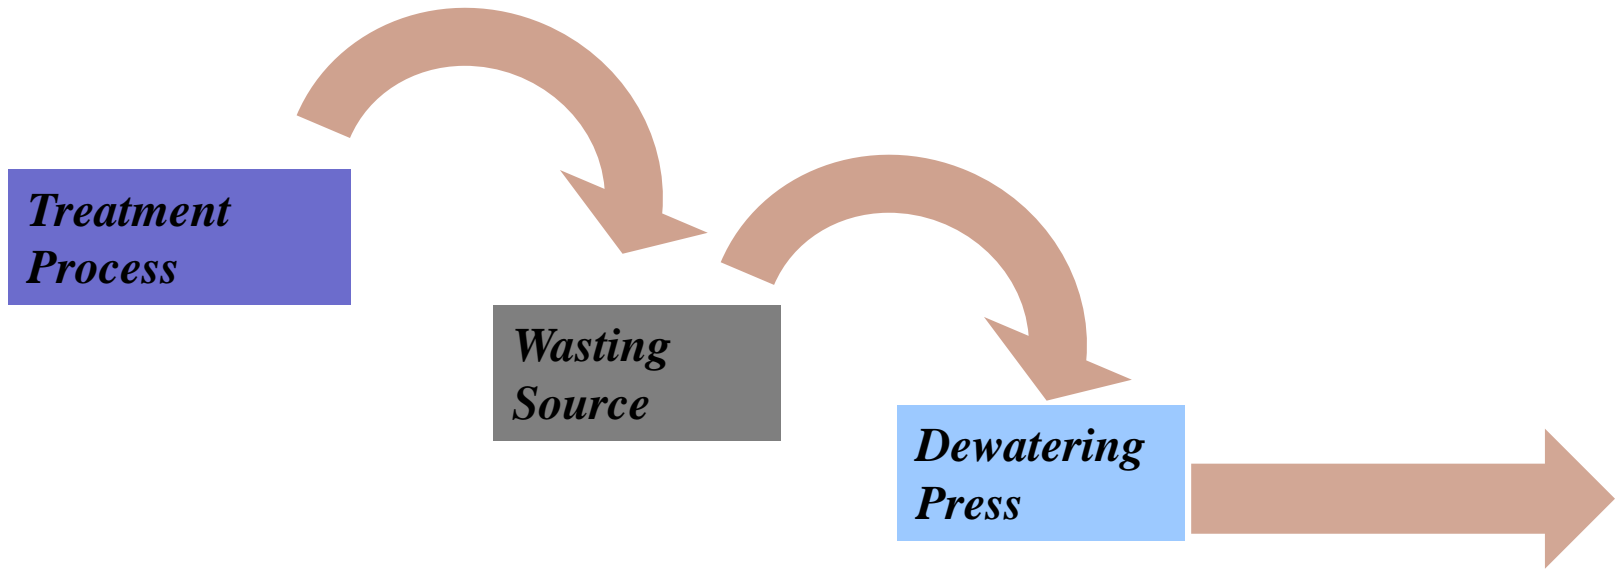 Treatment
Process
Wasting
Source
Dewatering
Press